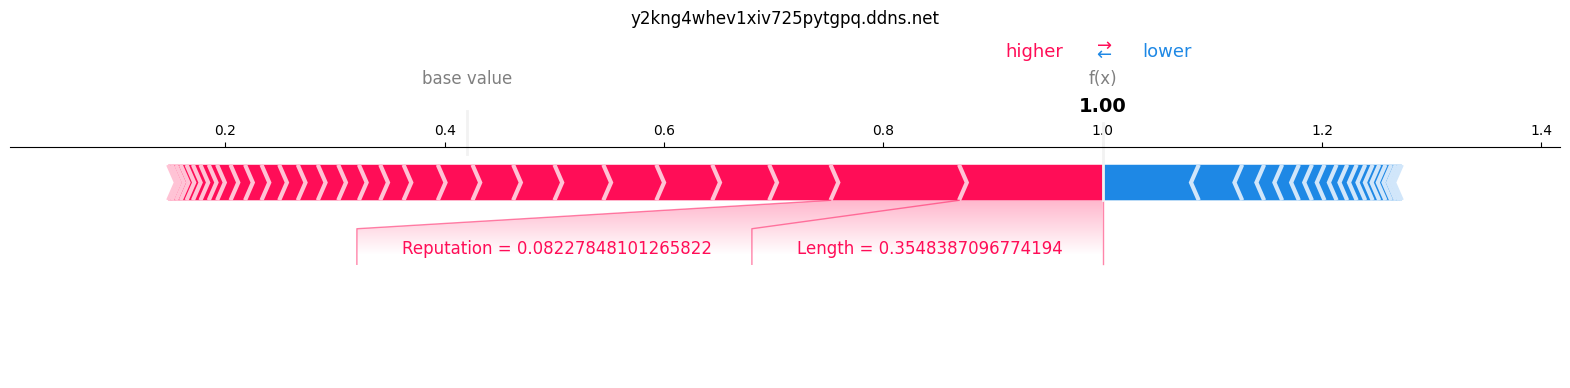 y2kng4whev1xiv725pytgpq.ddns.net
higher ⇄ lower
base value f(x)
1.00
0.2 0.4 0.6 0.8 1.0 1.2 1.4
Reputation = 0.08227848101265822 Length = 0.3548387096774194